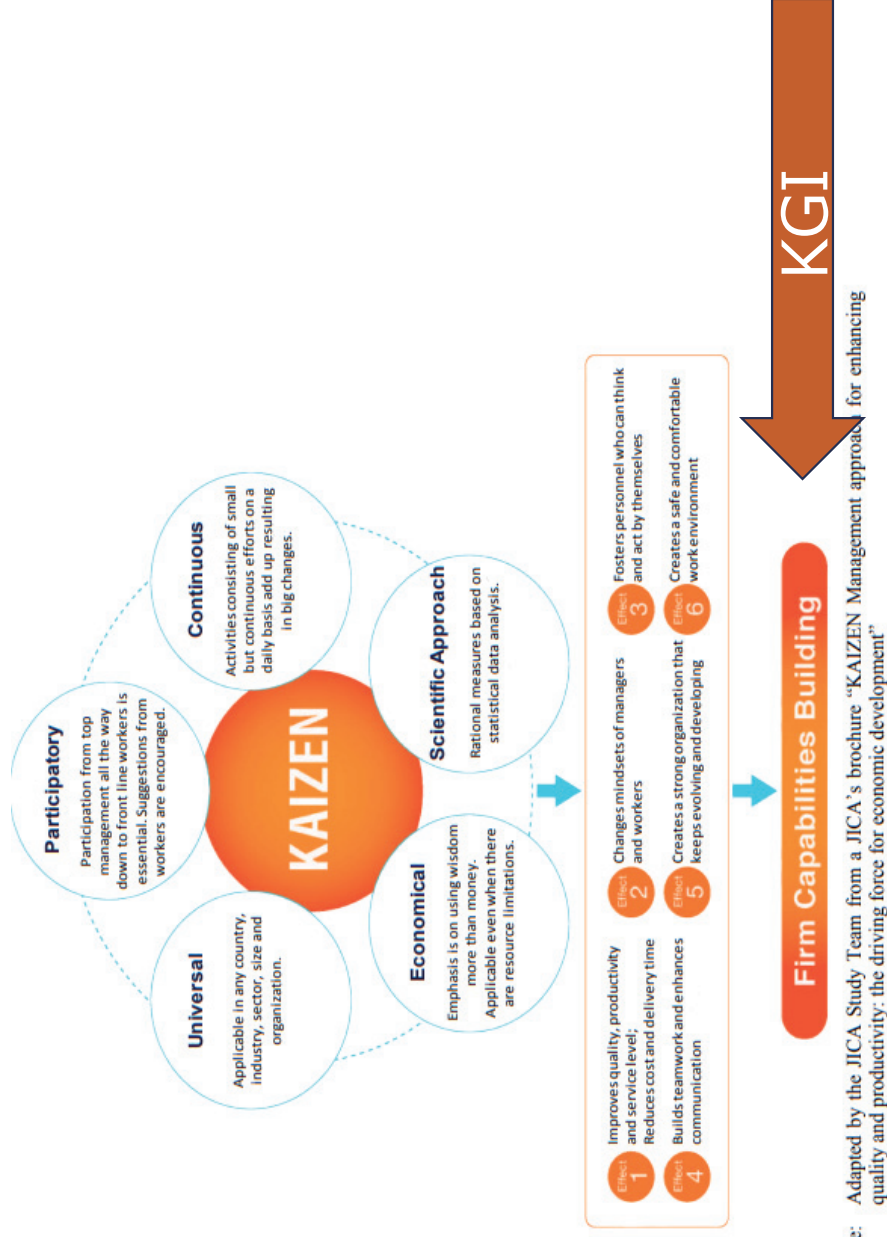 Participatory
Participation from top
management all the way
down to front line workers is
essential. Suggestions from
workers are encouraged.
Universal
Applicable in any country,
industry, sector, size and
organization.
KAIZEN
Continuous
Activities consisting of small
but continuous efforts on a
daily basis add up resulting
in big changes.
Economical
Emphasis is on using wisdom
more than money.
Applicable even when there
are resource limitations.
Scientific Approach
Rational measures based on
statistical data analysis.
Effect
1
Improves quality, productivity
and service level;
Reduces cost and delivery time
Effect
2
Changes mindsets of managers
and workers
Effect
3
Fosters personnel who can think
and act by themselves
Effect
4
Builds teamwork and enhances
communication
Effect
5
Creates a strong organization that
keeps evolving and developing
Effect
6
Creates a safe and comfortable
work environment
Firm Capabilities Building
KGI
e: Adapted by the JICA Study Team from a JICA's brochure “KAIZEN Management approach for enhancing
quality and productivity: the driving force for economic development”